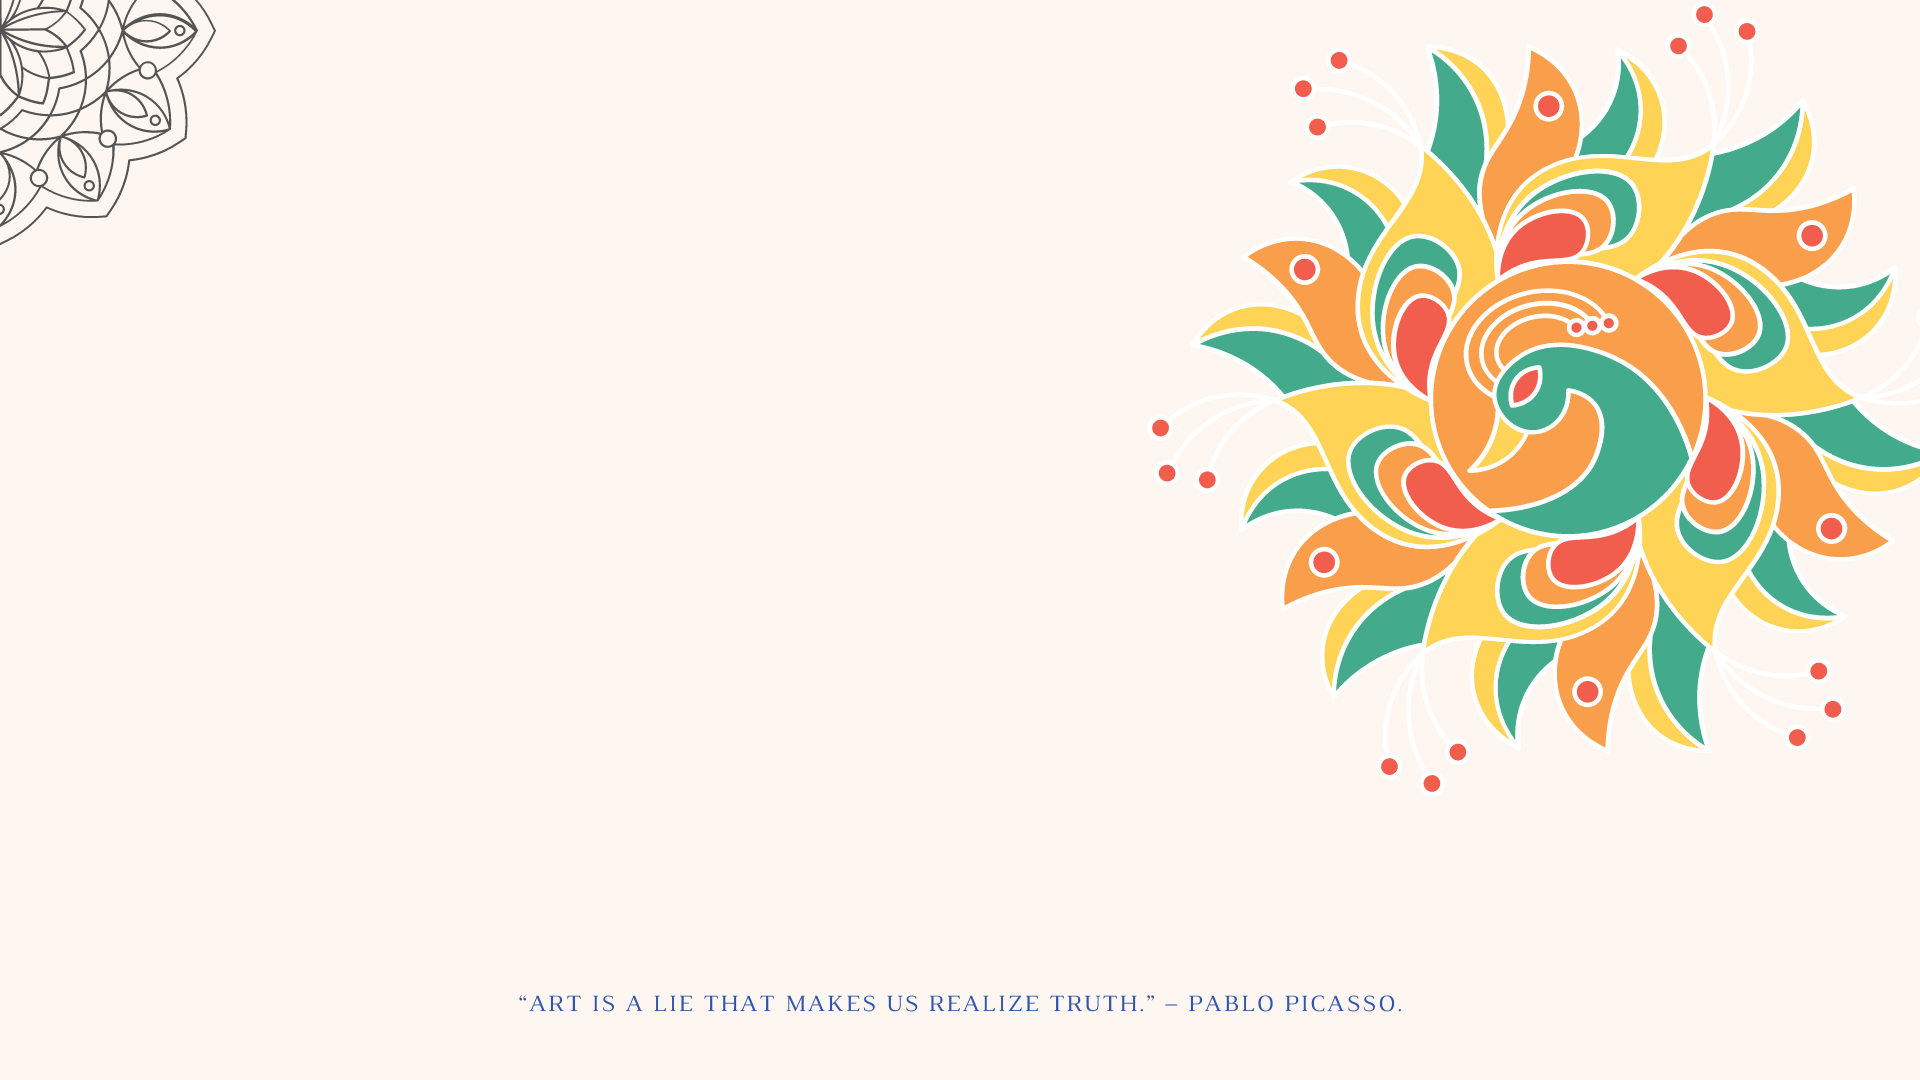 “ART IS A LIE THAT MAKES US REALIZE TRUTH.” – PABLO PICASSO.